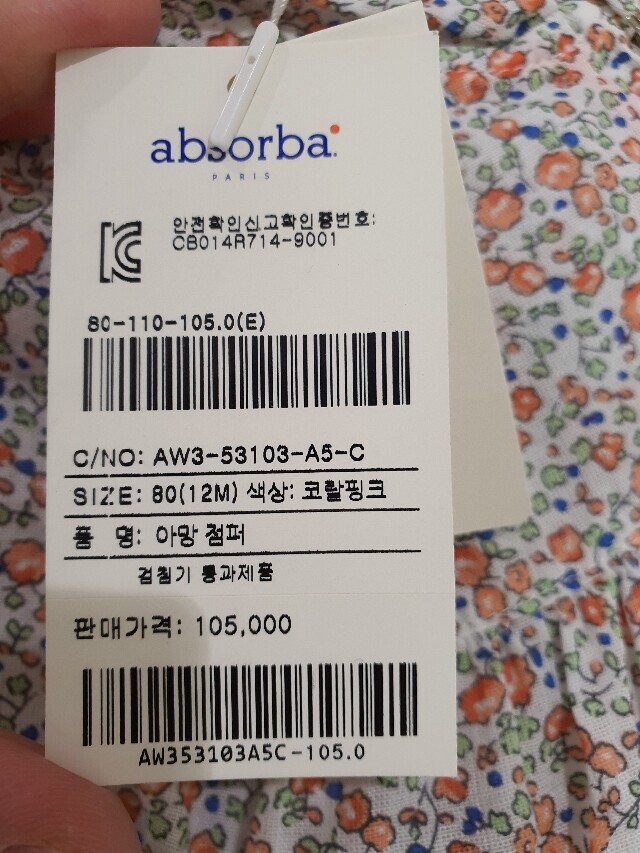 absorba
PARIS
안전확인신고확인증번호:
CB014R714-9001
80-110-105.0(E)
C/NO: AW3-53103-A5-C
SIZE: 80(12M) 색상: 코랄핑크
품 명: 아망 점퍼
검침기 통과제품
판매가격: 105,000
AW353103A5C-105.0